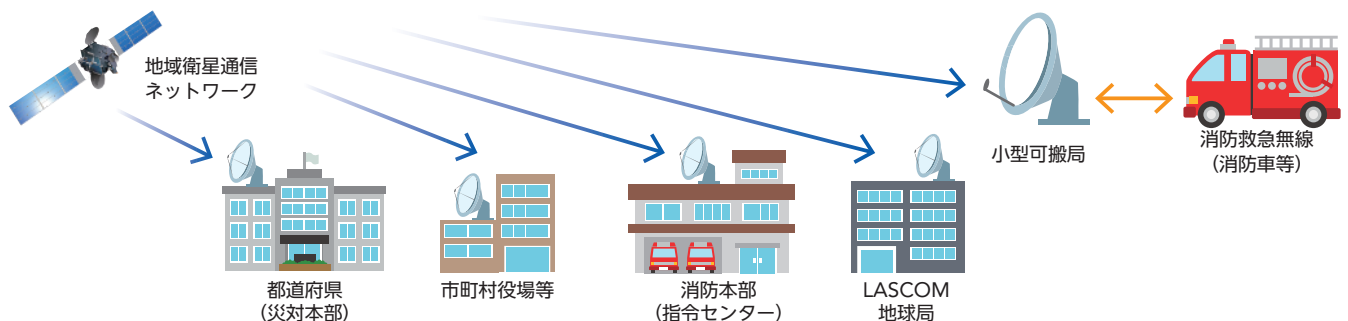 地域衛星通信
ネットワーク
小型可搬局
消防救急無線
（消防車等）
都道府県
（災対本部）
市町村役場等
消防本部
（指令センター）
LASCOM
地球局